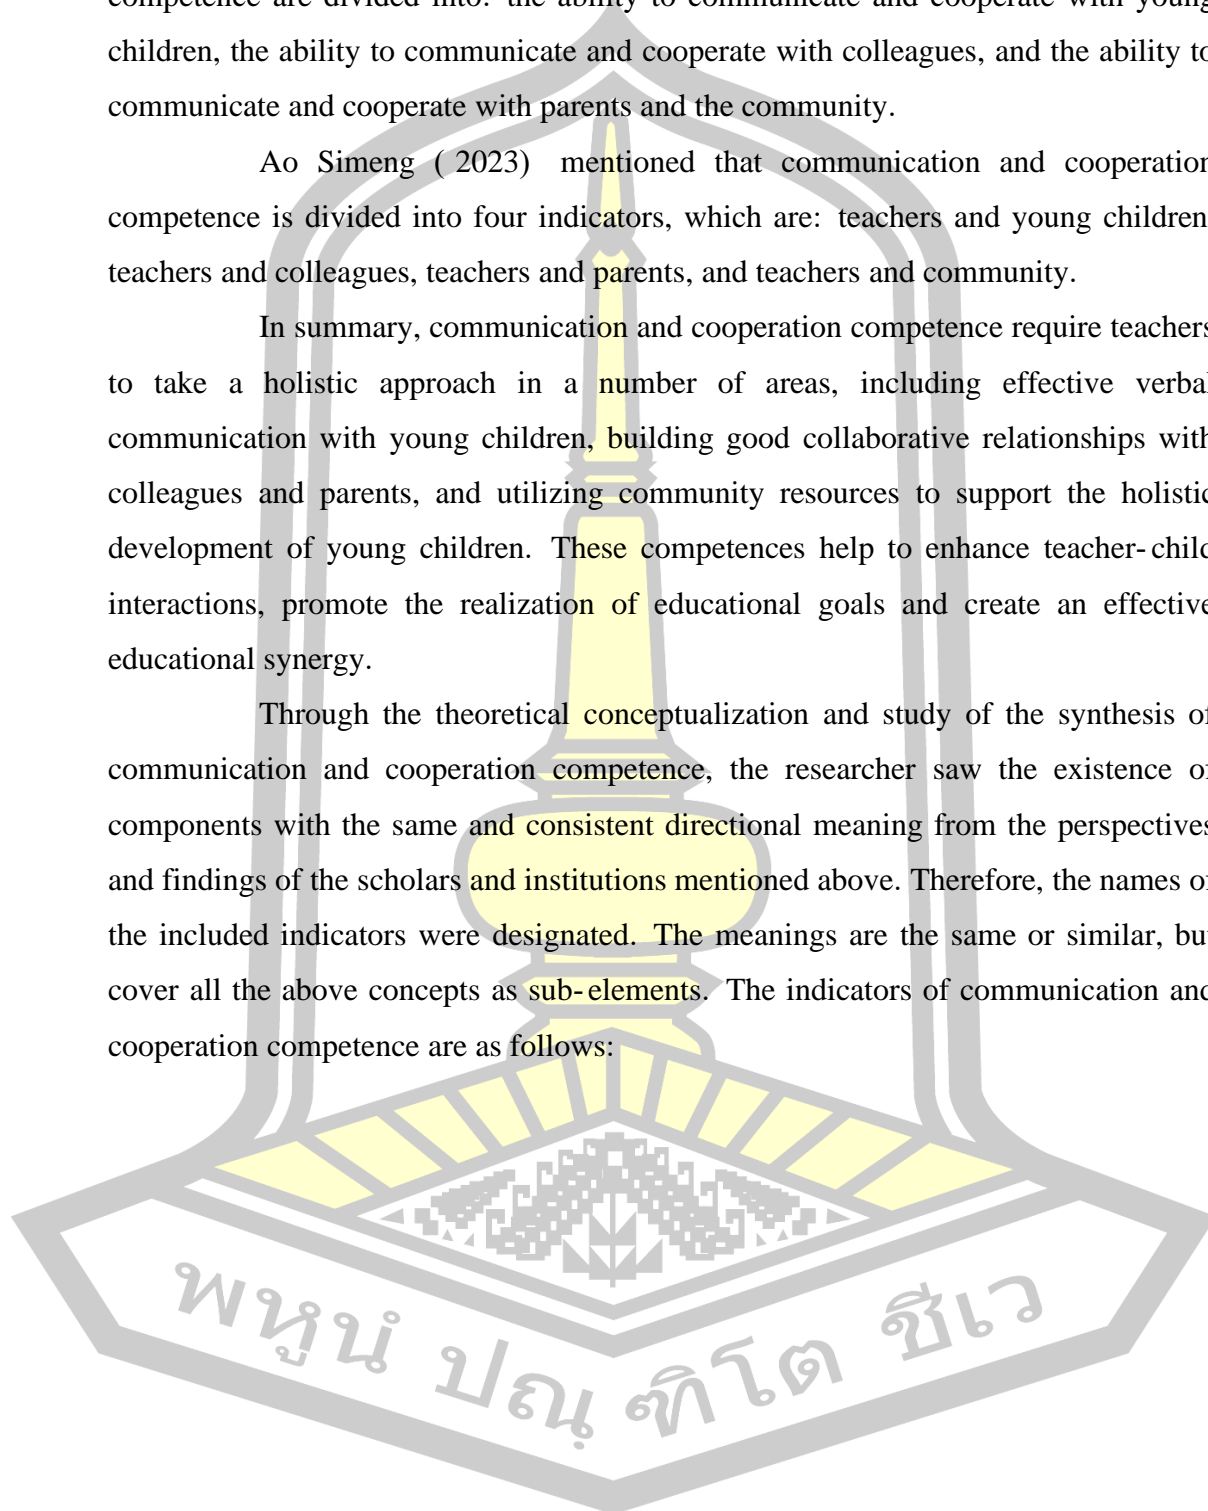 competence are divided into: the ability to communicate and cooperate with young
children, the ability to communicate and cooperate with colleagues, and the ability to
communicate and cooperate with parents and the community.
Ao Simeng ( 2023) mentioned that communication and cooperation
competence is divided into four indicators, which are: teachers and young children
teachers and colleagues, teachers and parents, and teachers and community.
In summary, communication and cooperation competence require teachers
to take a holistic approach in a number of areas, including effective verbal
communication with young children, building good collaborative relationships with
colleagues and parents, and utilizing community resources to support the holistic
development of young children. These competences help to enhance teacher-child
interactions, promote the realization of educational goals and create an effective
educational synergy.
Through the theoretical conceptualization and study of the synthesis of
communication and cooperation competence, the researcher saw the existence of
components with the same and consistent directional meaning from the perspectives
and findings of the scholars and institutions mentioned above. Therefore, the names of
the included indicators were designated. The meanings are the same or similar, but
cover all the above concepts as sub-elements. The indicators of communication and
cooperation competence are as follows:
พหูนํ ปณฺฑิโต ชีเว